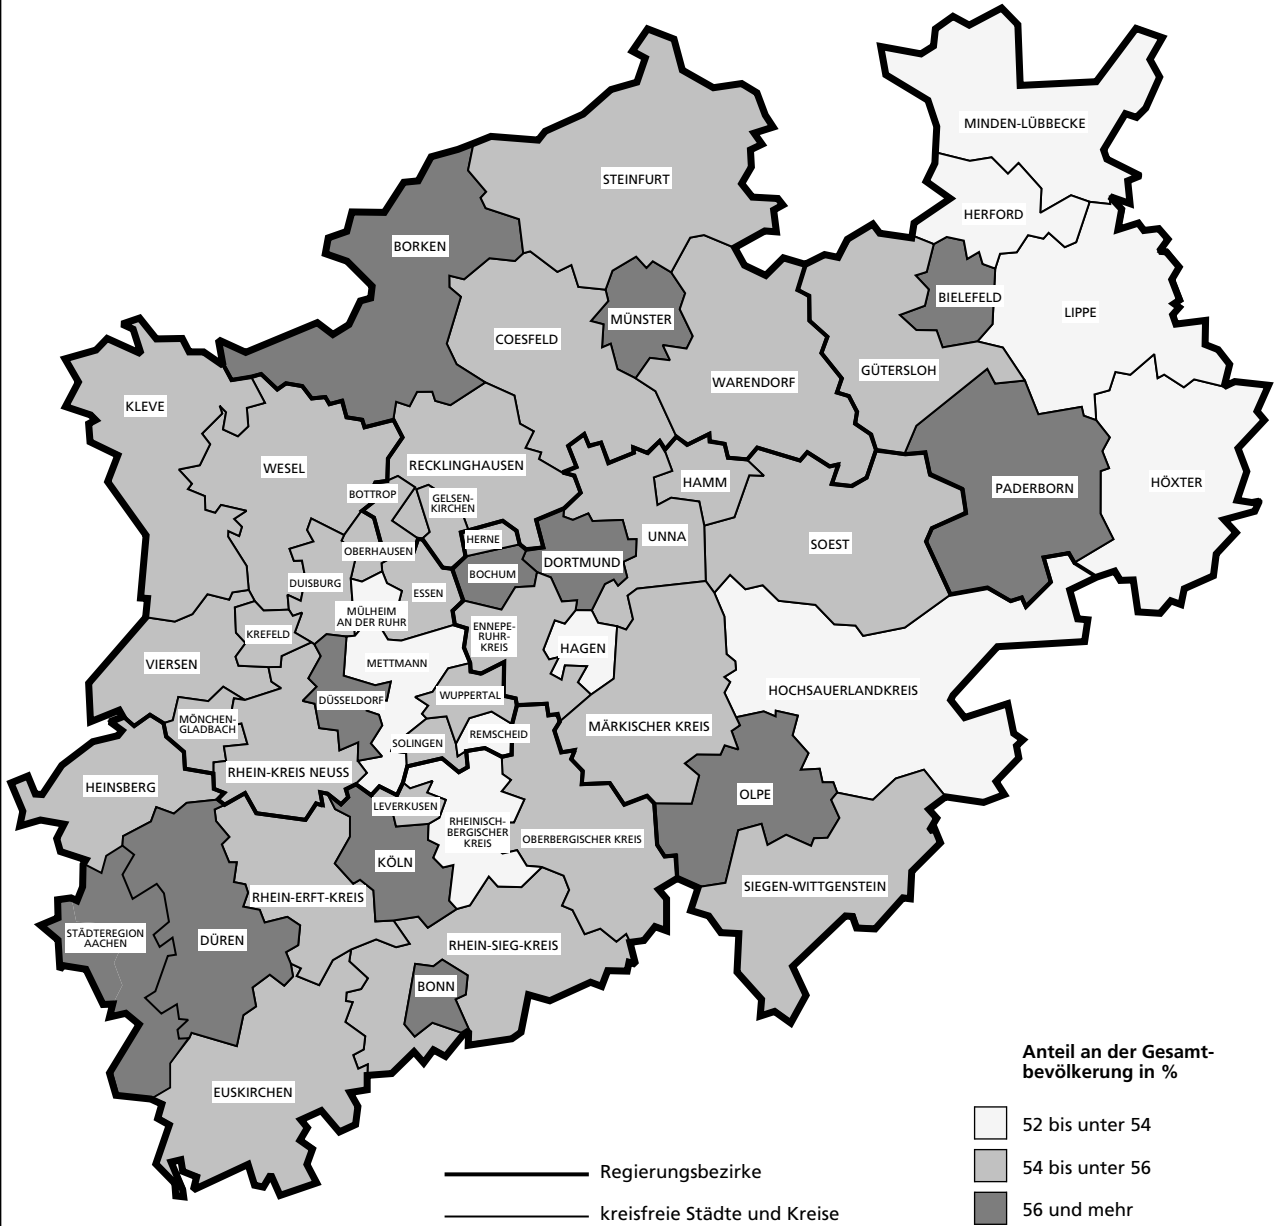 MINDEN-LÜBBECKE
STEINFURT
HERFORD
BORKEN
BIELEFELD
LIPPE
MÜNSTER
COESFELD
GÜTERSLOH
WARENDORF
KLEVE
WESEL
RECKLINGHAUSEN
HAMM
PADERBORN
HÖXTER
BOTTROP
GELSEN-
KIRCHEN
UNNA
SOEST
HERNE
OBERHAUSEN
DORTMUND
BOCHUM
DUISBURG
ESSEN
MÜLHEIM
AN DER RUHR
KREFELD
ENNEPE-
RUHR-
KREIS
HAGEN
VIERSEN
METTMANN
HOCHSAUERLANDKREIS
WUPPERTAL
DÜSSELDORF
MÖNCHEN-
GLADBACH
MÄRKISCHER KREIS
REMSCHEID
SOLINGEN
RHEIN-KREIS NEUSS
HEINSBERG
OLPE
LEVERKUSEN
RHEINISCH-
BERGISCHER
KREIS
OBERBERGISCHER KREIS
KÖLN
SIEGEN-WITTGENSTEIN
RHEIN-ERFT-KREIS
STÄDTEREGION
AACHEN
DÜREN
RHEIN-SIEG-KREIS
BONN
EUSKIRCHEN
Anteil an der Gesamt-
bevölkerung in %
52 bis unter 54
54 bis unter 56
56 und mehr
Regierungsbezirke
kreisfreie Städte und Kreise